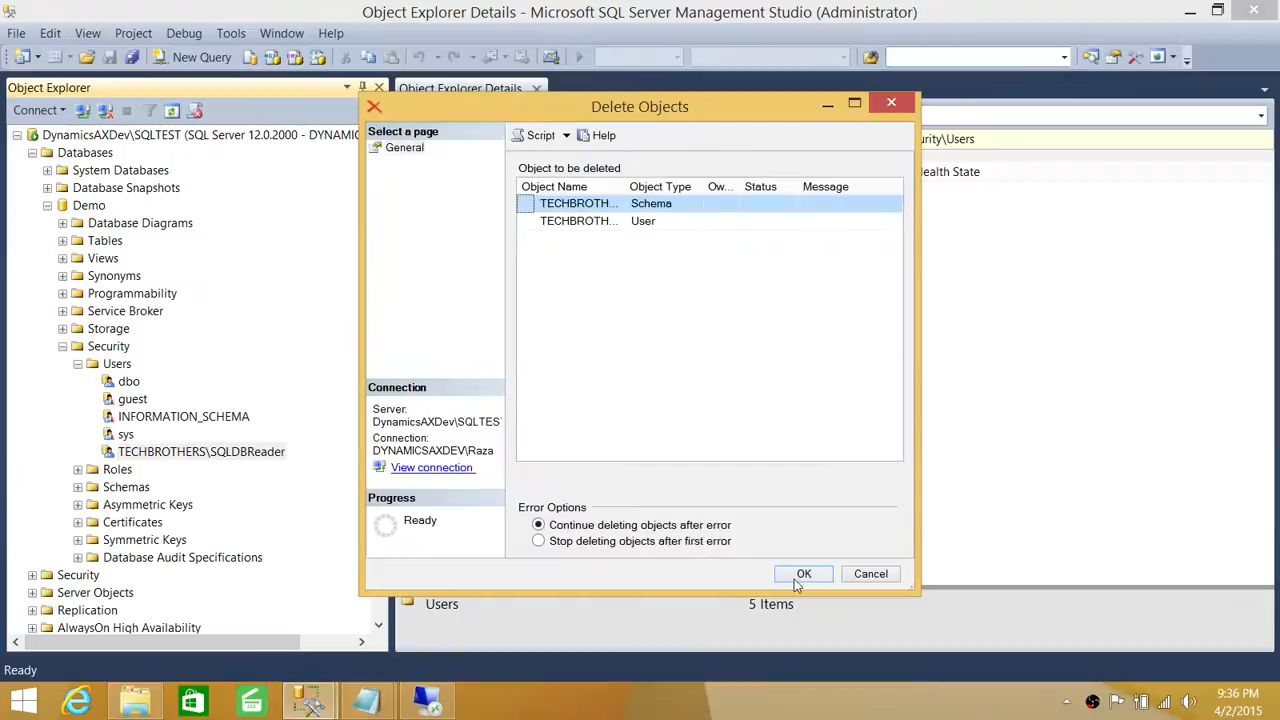 Object Explorer Details - Microsoft SQL Server Management Studio (Administrator)
File Edit View Project Debug Tools Window Help
New Query
Object Explorer
Object Explorer Details
Connect
DynamicsAXDev\SQLTEST (SQL Server 12.0.2000 - DYNAMIC
Databases
System Databases
Database Snapshots
Demo
Database Diagrams
Tables
Views
Synonyms
Programmability
Service Broker
Storage
Security
Users
dbo
guest
INFORMATION_SCHEMA
sys
TECHBROTHERS\SQLDBReader
Roles
Schemas
Asymmetric Keys
Certificates
Symmetric Keys
Database Audit Specifications
Security
Server Objects
Replication
AlwaysOn High Availability
Delete Objects
Select a page
General
Script Help
Object to be deleted
Object Name Object Type Ow... Status Message
TECHBROTH... Schema
TECHBROTH... User
Connection
Server:
DynamicsAXDev\SQLTEST
Connection:
DYNAMICSAXDEV\Raza
View connection
Progress
Ready
Error Options
Continue deleting objects after error
Stop deleting objects after first error
OK Cancel
urity\Users
ealth State
Users 5 Items
Ready
9:36 PM
4/2/2015